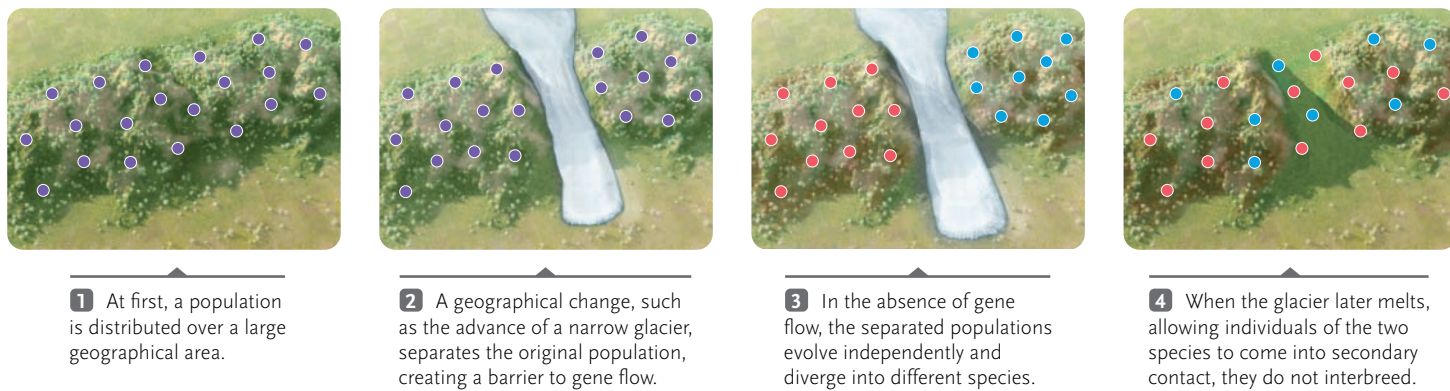 1 At first, a population
is distributed over a large
geographical area.
2 A geographical change, such
as the advance of a narrow glacier,
separates the original population,
creating a barrier to gene flow.
3 In the absence of gene
flow, the separated populations
evolve independently and
diverge into different species.
4 When the glacier later melts,
allowing individuals of the two
species to come into secondary
contact, they do not interbreed.